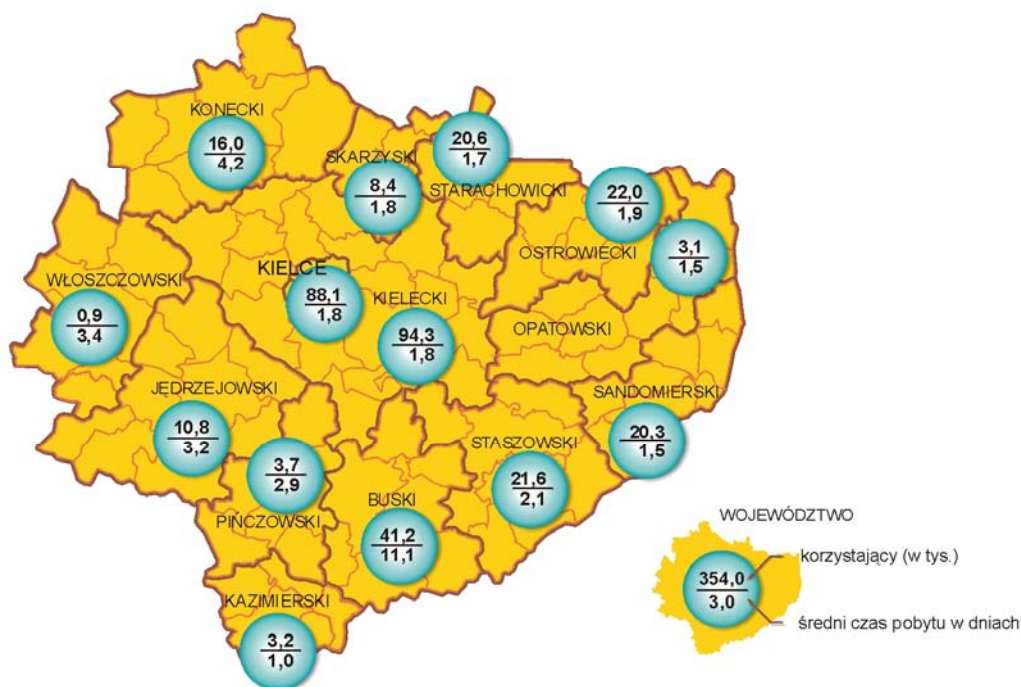 KONECKI
16,0
4,2
SKARŻYSKI
8,4
1,8
20,6
1,7
STARACHOWICKI
22,0
1,9
OSTROWIECKI
3,1
1,5
OPATOWSKI
WŁOSZCZOWSKI
0,9
3,4
KIELCE
88,1
1,8
KIELECKI
94,3
1,8
JĘDRZEJOWSKI
10,8
3,2
SANDOMIERSKI
20,3
1,5
STASZOWSKI
21,6
2,1
3,7
2,9
PIŃCZOWSKI
BUSKI
41,2
11,1
KAZIMIERSKI
3,2
1,0
WOJEWÓDZTWO
354,0
3,0
korzystający (w tys.)
średni czas pobytu w dniach